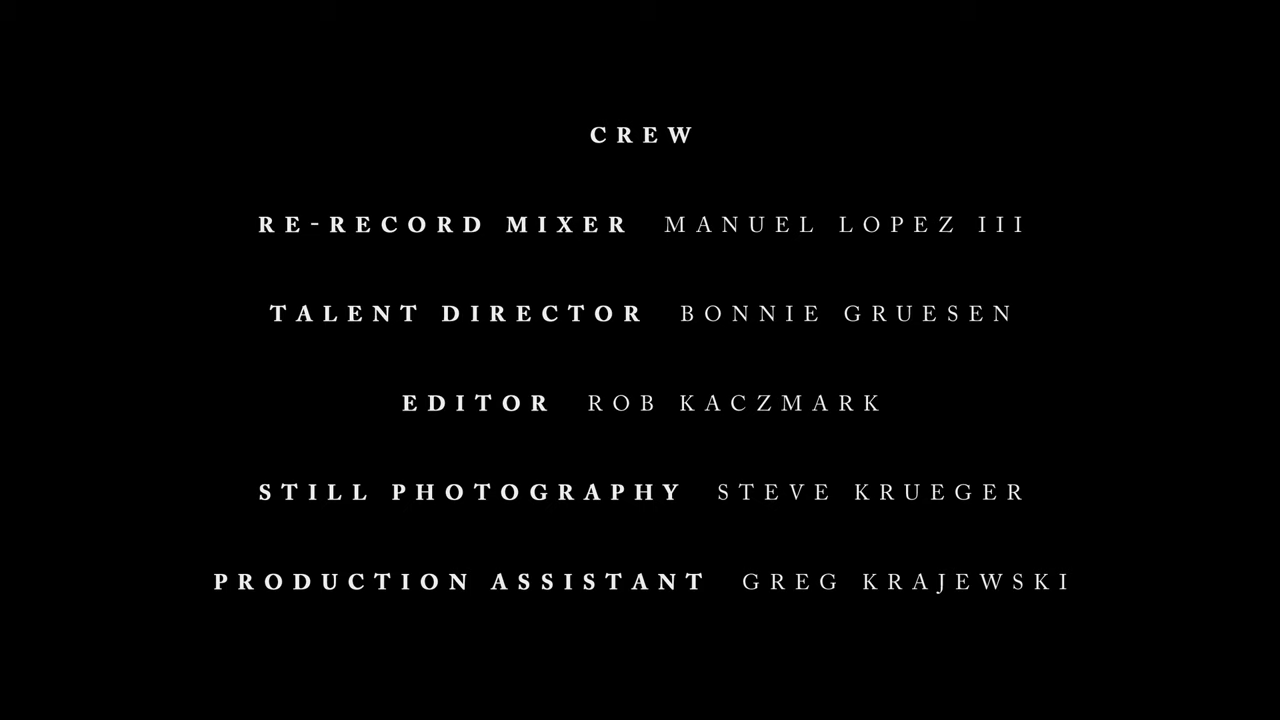 CREW
RE-RECORD MIXER MANUEL LOPEZ III
TALENT DIRECTOR BONNIE GRUESEN
EDITOR ROB KACZMARK
STILL PHOTOGRAPHY STEVE KRUEGER
PRODUCTION ASSISTANT GREG KRAJEWSKI